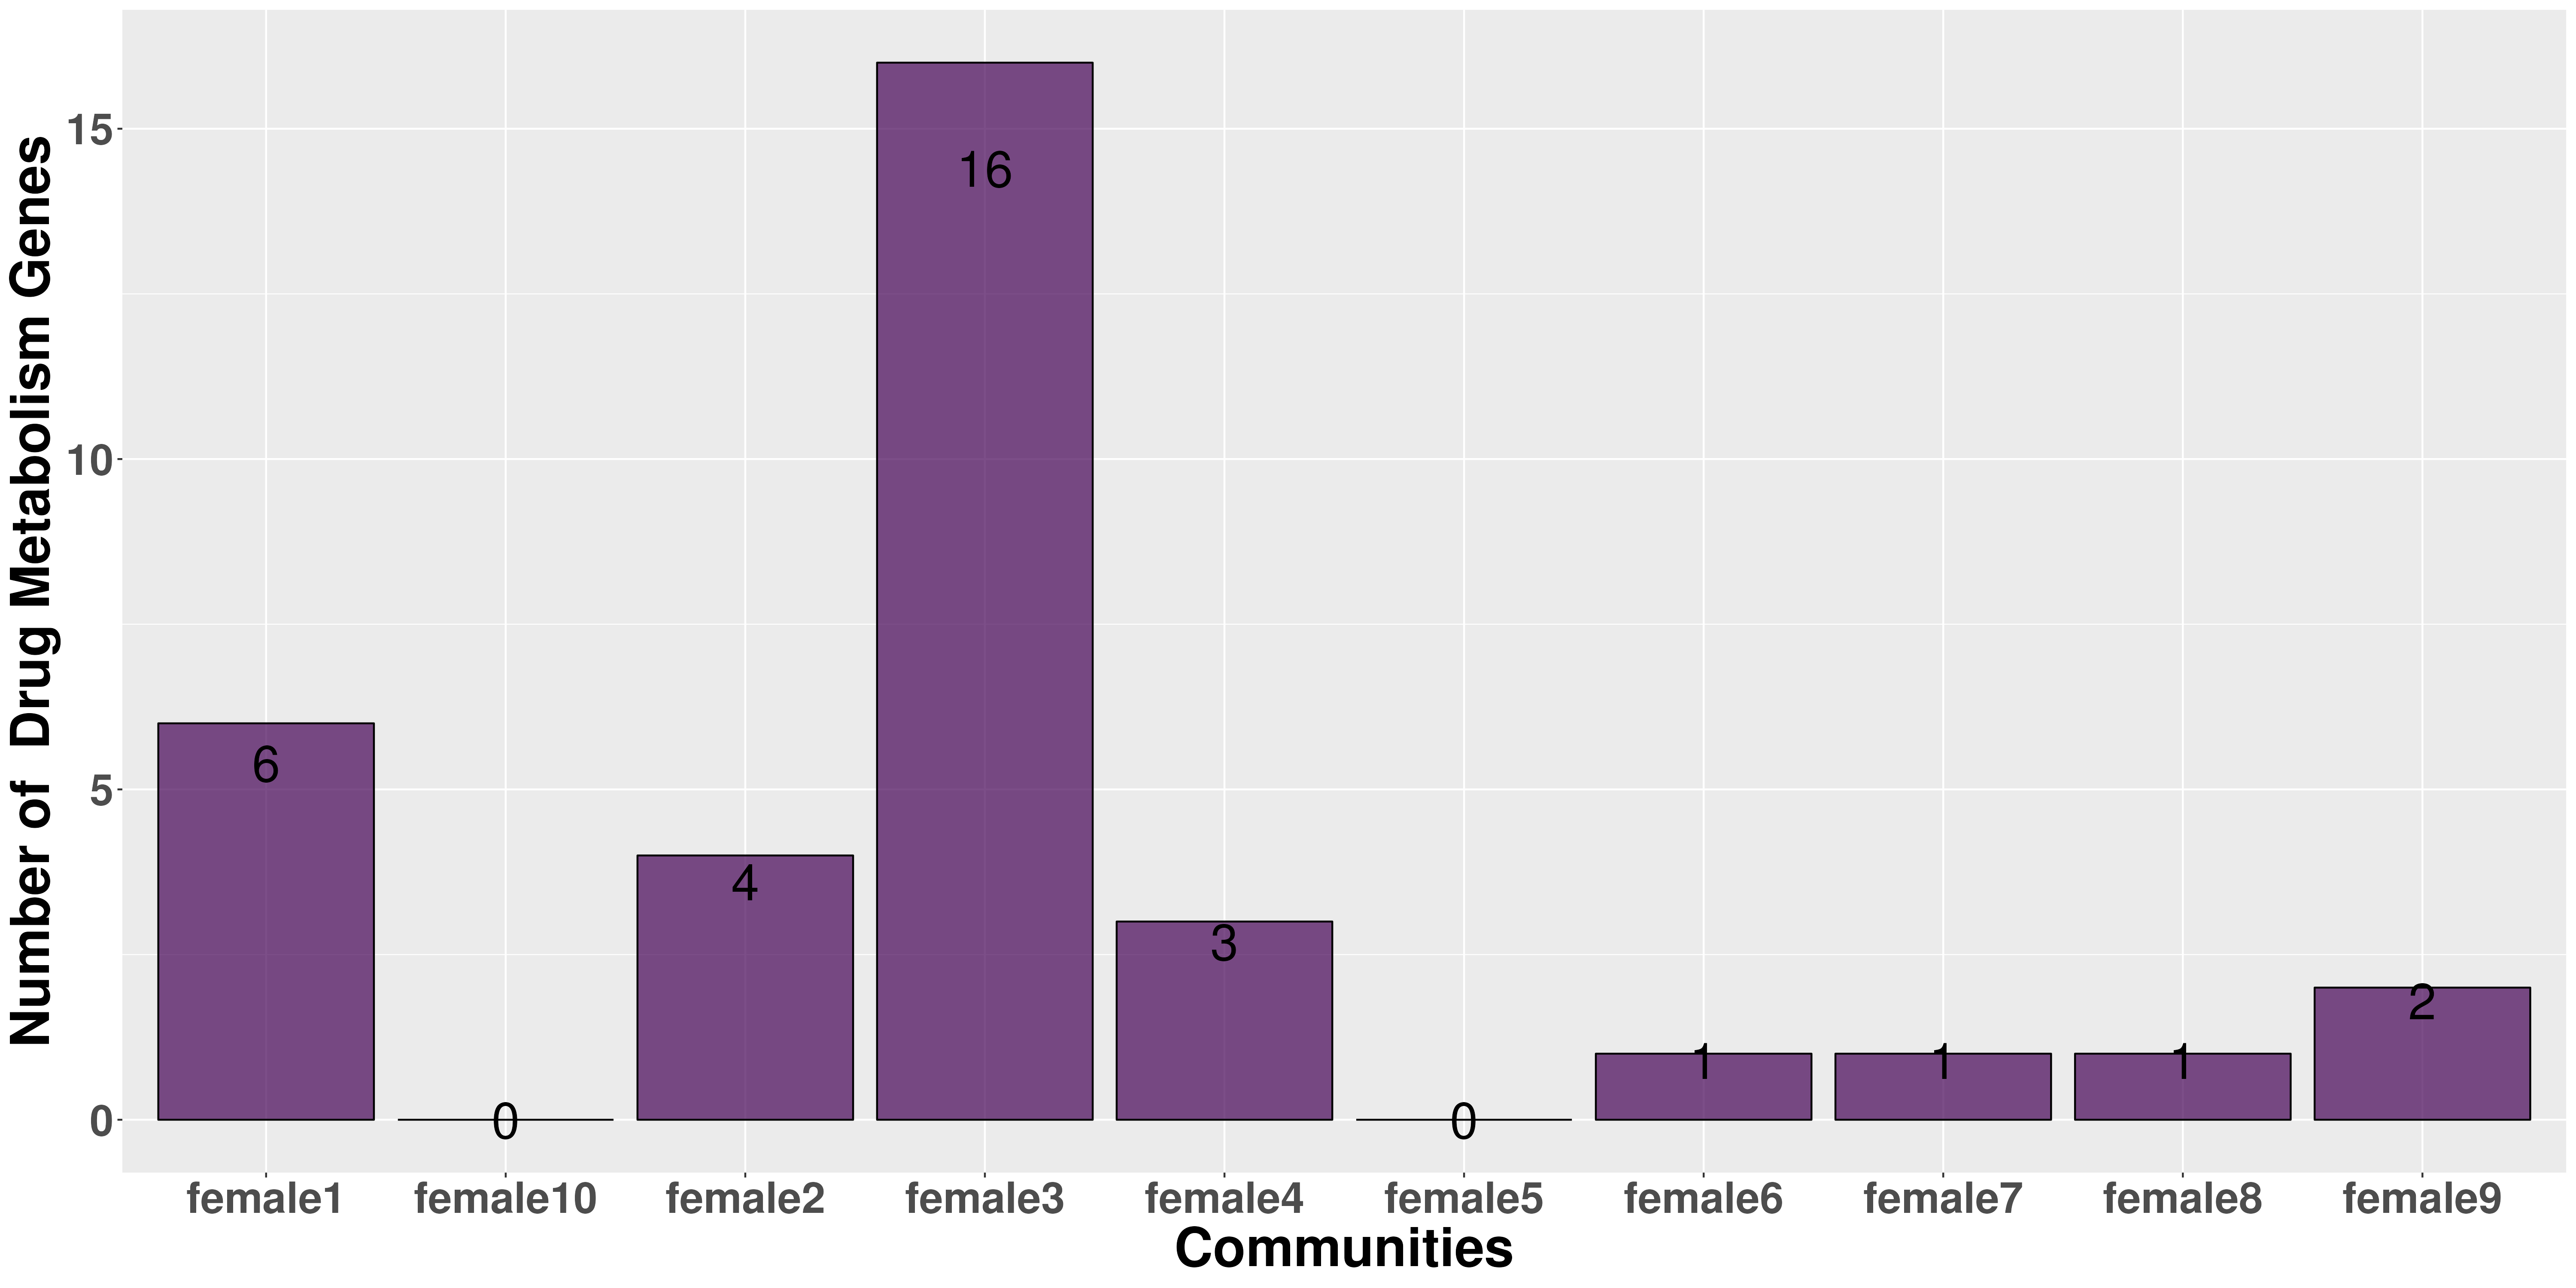 Number of  Drug Metabolism Genes
15
10
5
0
6
0
4
16
3
0
1
1
1
2
female1
female10
female2
female3
female4
female5
female6
female7
female8
female9
Communities